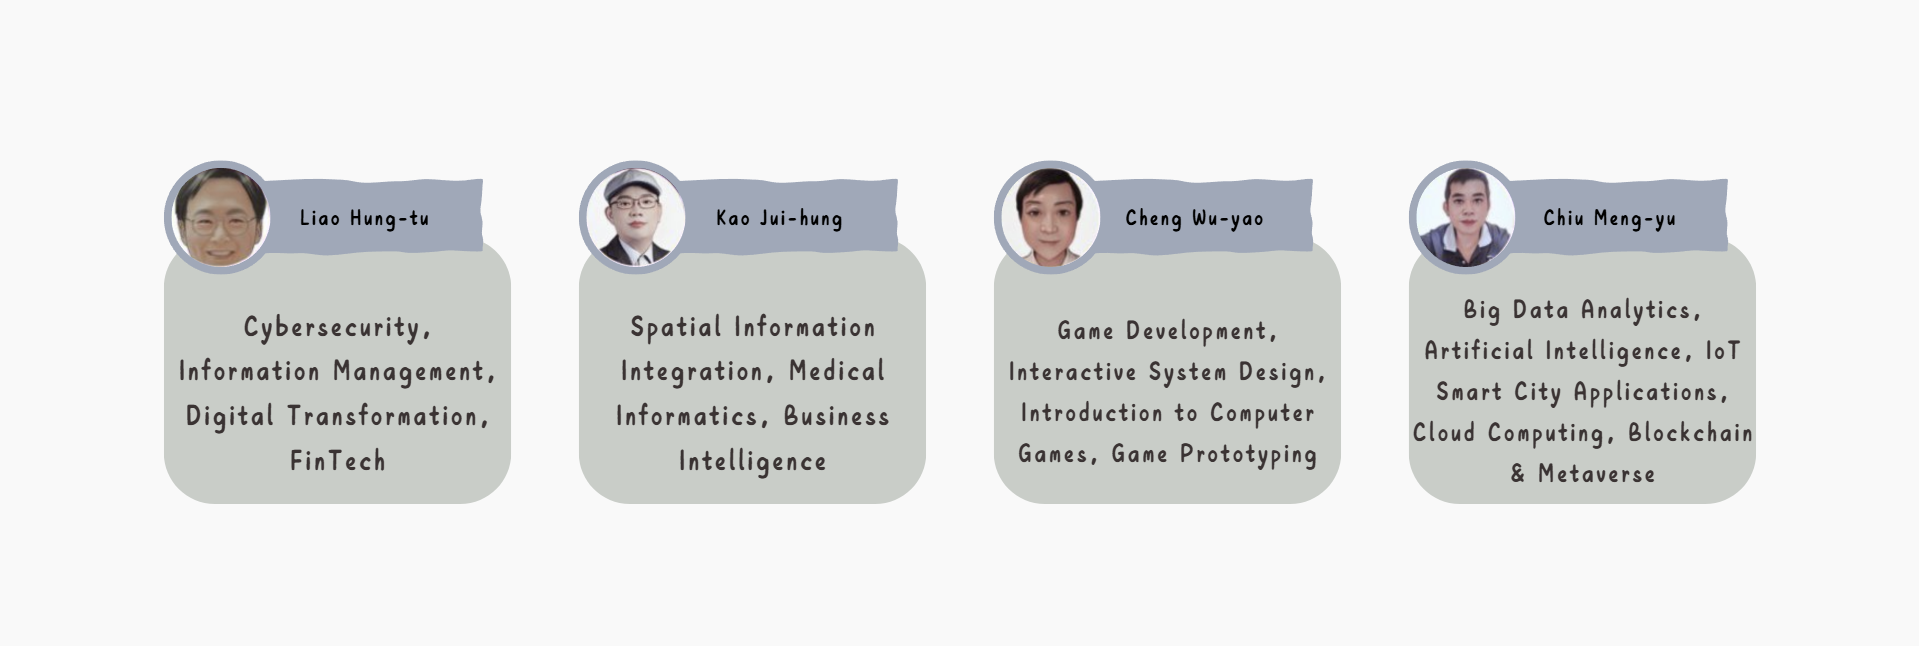 Liao Hung-tu
Cybersecurity,
Information Management,
Digital Transformation,
FinTech
Kao Jui-hung
Spatial Information
Integration, Medical
Informatics, Business
Intelligence
Cheng Wu-yao
Game Development,
Interactive System Design,
Introduction to Computer
Games, Game Prototyping
Chiu Meng-yu
Big Data Analytics,
Artificial Intelligence, IoT
Smart City Applications,
Cloud Computing, Blockchain
& Metaverse